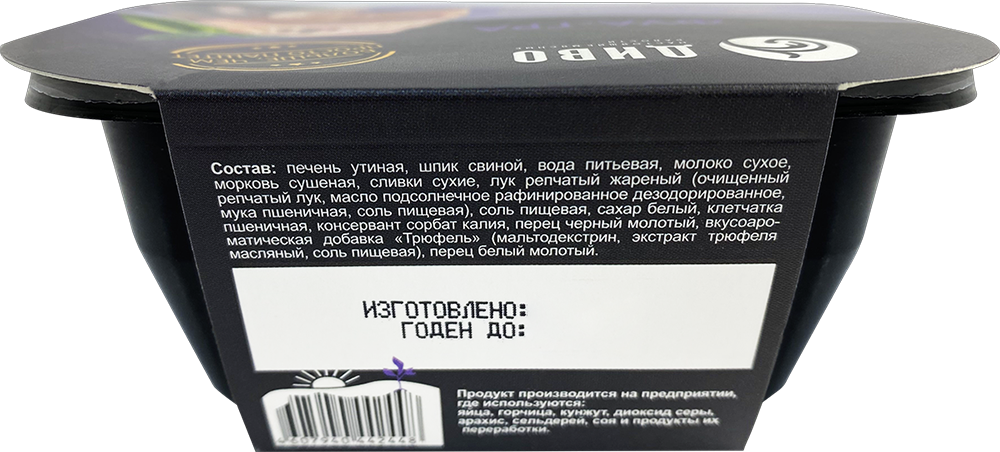 ДИВО
Состав: печень утиная, шпик свиной, вода питьевая, молоко сухое,
морковь сушеная, сливки сухие, лук репчатый жареный (очищенный
репчатый лук, масло подсолнечное рафинированное дезодорированное,
мука пшеничная, соль пищевая), соль пищевая, сахар белый, клетчатка
пшеничная, консервант сорбат калия, перец черный молотый, вкусоаро-
матическая добавка «Трюфель» (мальтодекстрин, экстракт трюфеля
масляный, соль пищевая), перец белый молотый.
ИЗГОТОВЛЕНО:
ГОДЕН ДО:
Продукт производится на предприятии,
где используются:
яйца, горчица, кунжут, диоксид серы,
арахис, сельдерей, соя и продукты их
переработки.
4607940 442448